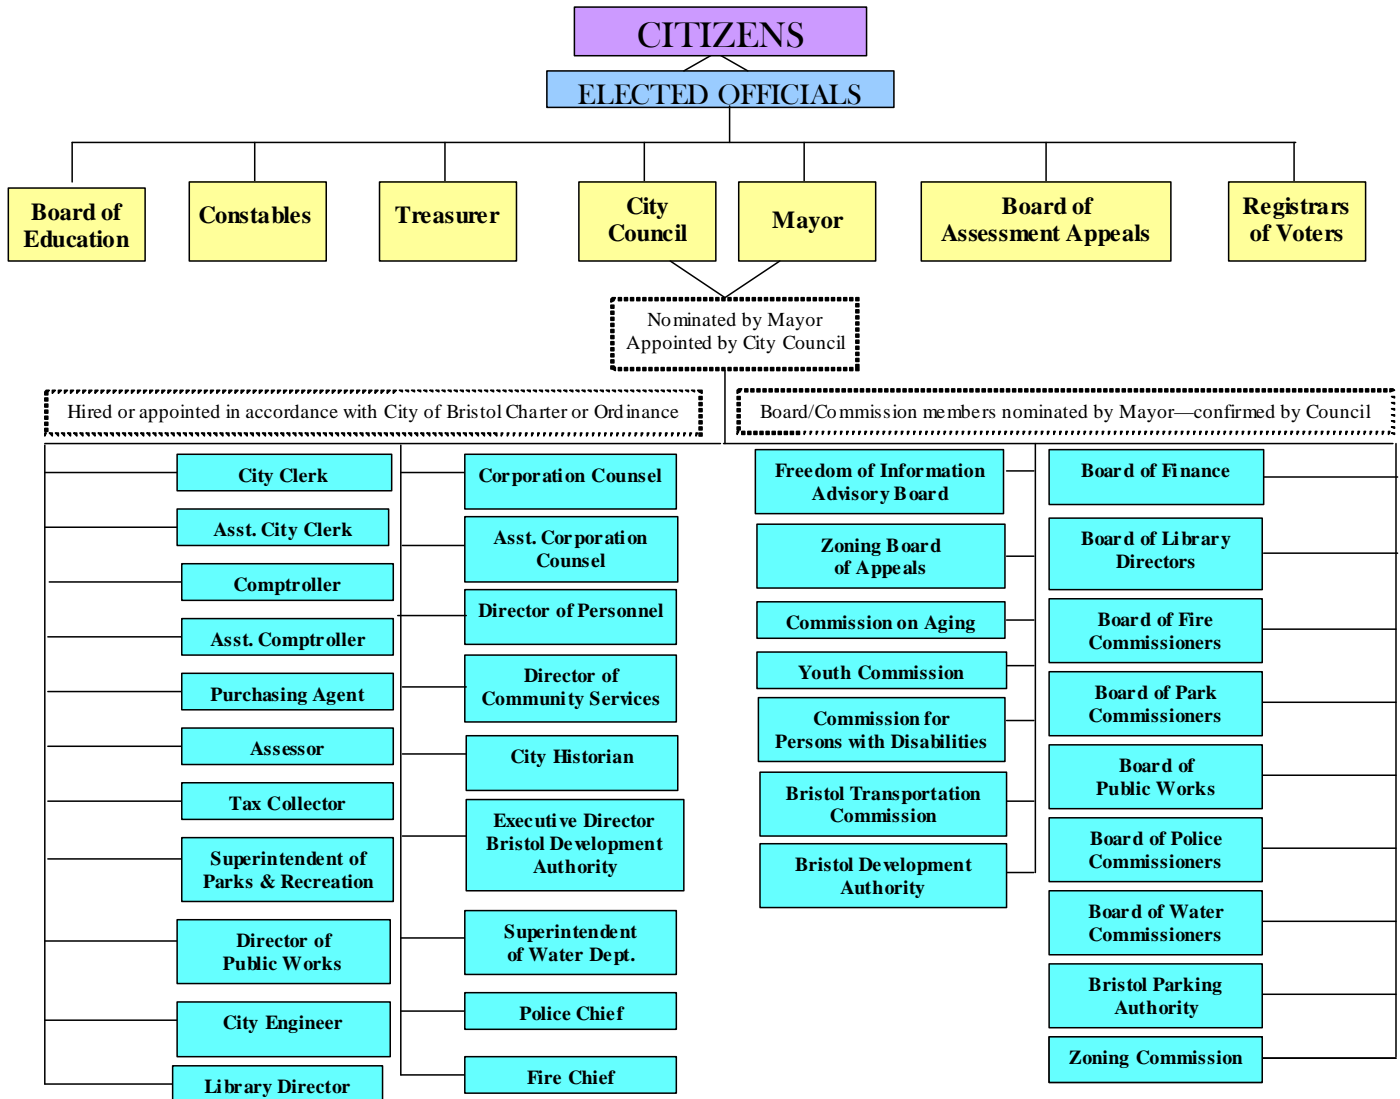 CITIZENS
ELECTED OFFICIALS
Board of
Education
Constables
Treasurer
City
Council
Mayor
Board of
Assessment Appeals
Registrars
of Voters
Nominated by Mayor
Appointed by City Council
Hired or appointed in accordance with City of Bristol Charter or Ordinance
Board/Commission members nominated by Mayor—confirmed by Council
City Clerk
Asst. City Clerk
Comptroller
Asst. Comptroller
Purchasing Agent
Assessor
Tax Collector
Superintendent of
Parks & Recreation
Director of
Public Works
City Engineer
Library Director
Corporation Counsel
Asst. Corporation
Counsel
Director of Personnel
Director of
Community Services
City Historian
Executive Director
Bristol Development
Authority
Superintendent
of Water Dept.
Police Chief
Fire Chief
Freedom of Information
Advisory Board
Zoning Board
of Appeals
Commission on Aging
Youth Commission
Commission for
Persons with Disabilities
Bristol Transportation
Commission
Bristol Development
Authority
Board of Finance
Board of Library
Directors
Board of Fire
Commissioners
Board of Park
Commissioners
Board of
Public Works
Board of Police
Commissioners
Board of Water
Commissioners
Bristol Parking
Authority
Zoning Commission